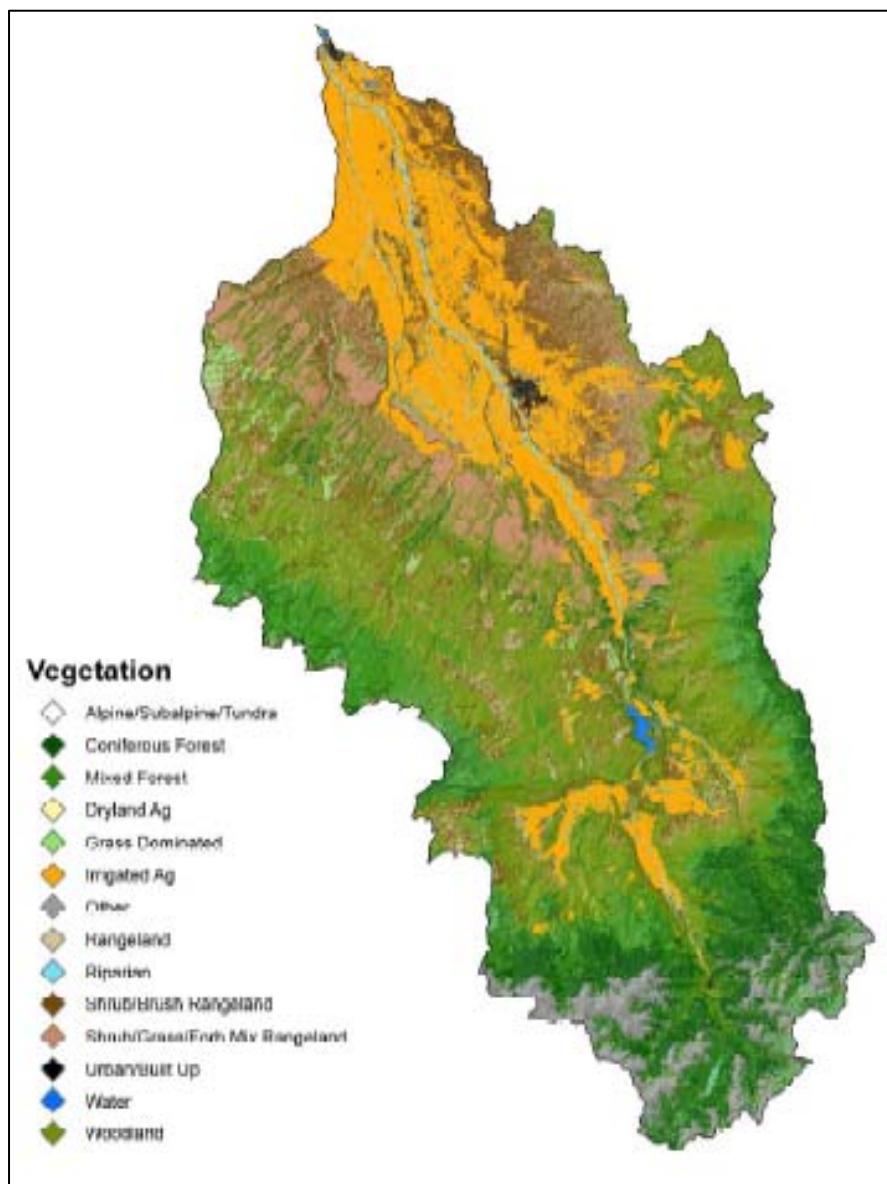 Vegetation
Alpine/Subalpine/Tundra
Coniferous Forest
Mixed Forest
Dryland Ag
Grass Dominated
Irrigated Ag
Other
Rangeland
Riparian
Shrub/Brush Rangeland
Shrub/Grass/Forb Mix Rangeland
Urban/Built Up
Water
Woodland